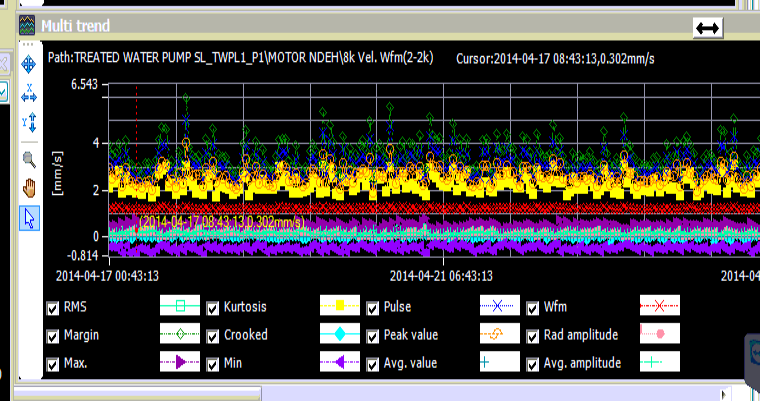 Multi trend
Path:TREATED WATER PUMP SL_TWPL1_P1\MOTOR NDEH\8k Vel. Wfm(2-2k) Cursor:2014-04-17 08:43:13,0.302mm/s
6.543
4
[mm/s]
2
(2014-04-17 08:43:13,0.302mm/s)
0
-0.814
2014-04-17 00:43:13 2014-04-21 06:43:13 2014-04
RMS Kurtosis Pulse Wfm
Margin Crooked Peak value Rad amplitude
Max. Min Avg. value Avg. amplitude